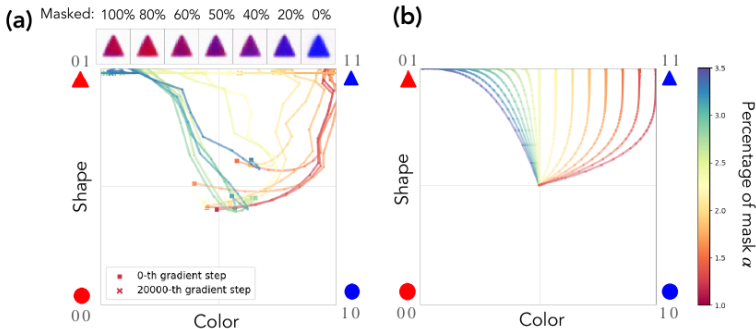 (a)
Masked: 100% 80% 60% 50% 40% 20% 0%
01
11
Shape
0-th gradient step
20000-th gradient step
00
Color
10
(b)
01
11
Shape
00
Color
10
3.5
3.0
2.5
2.0
1.5
1.0
Percentage of mask α